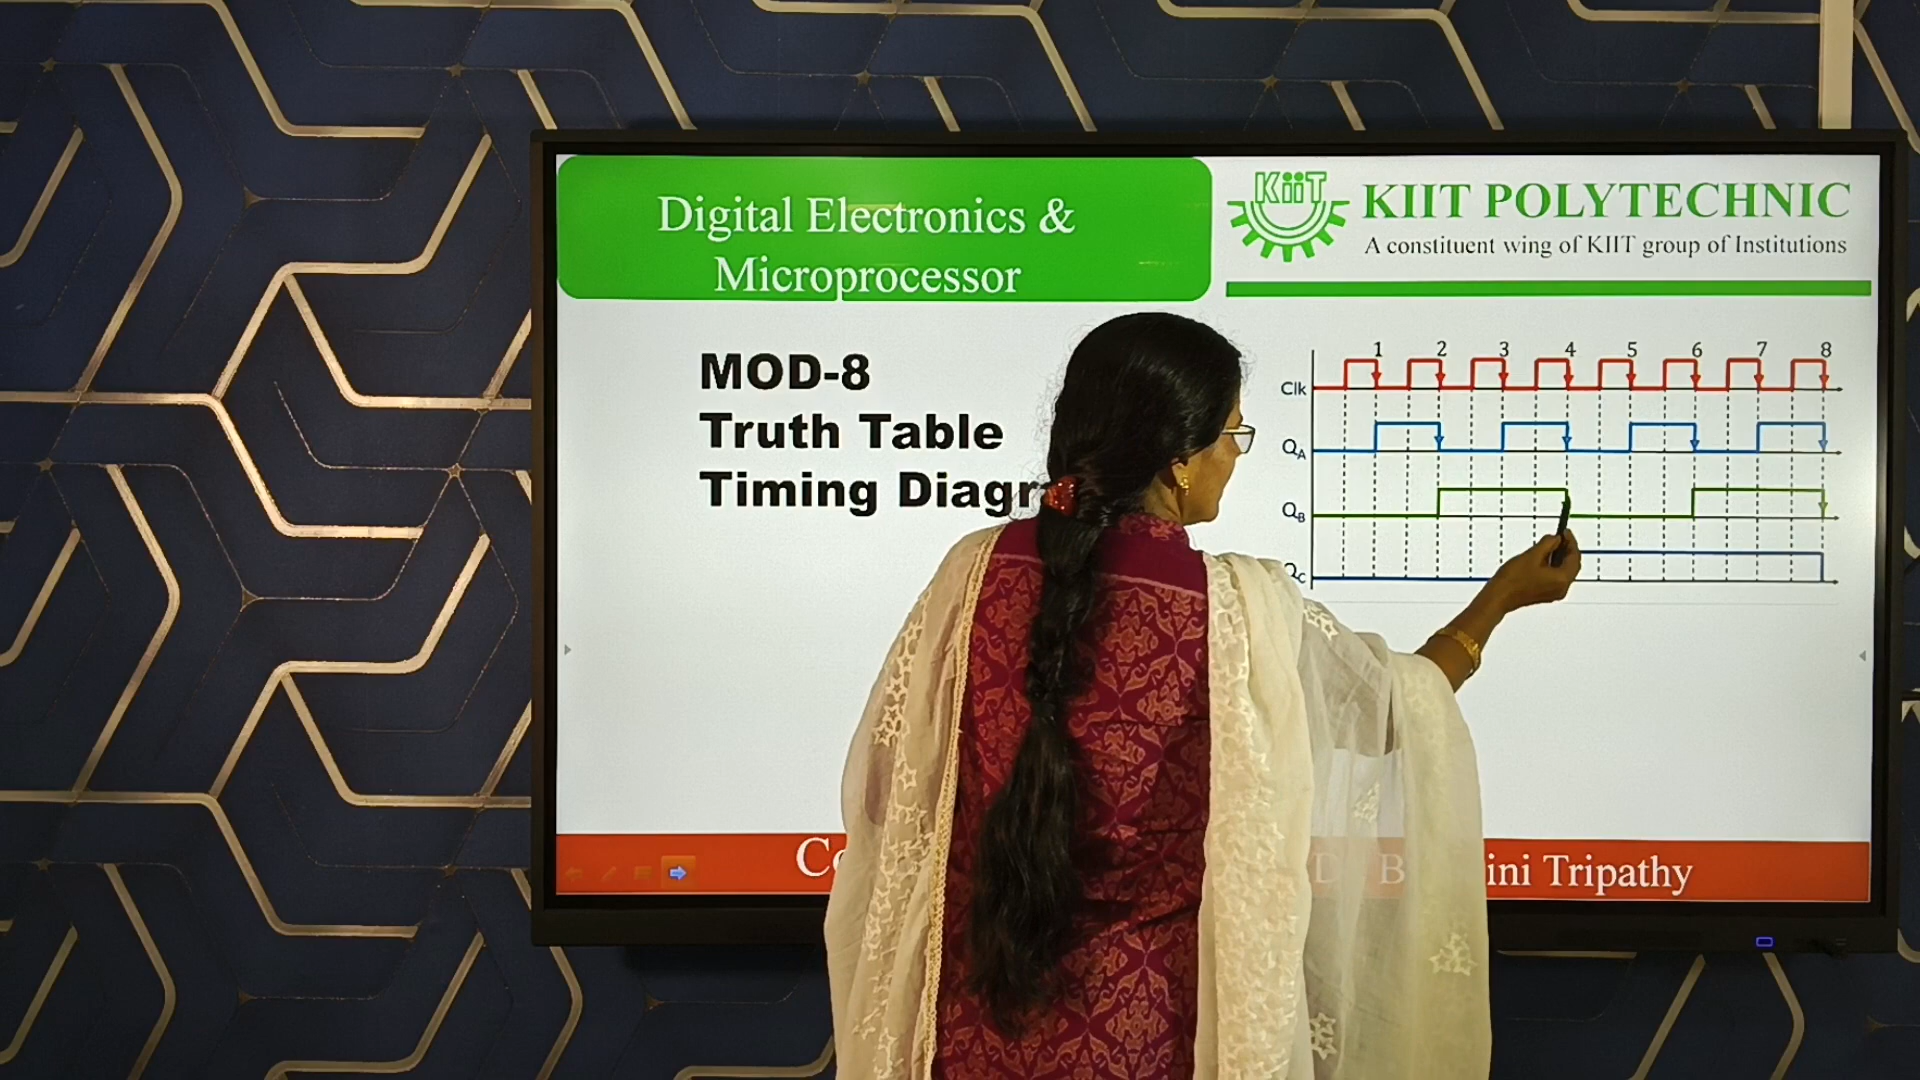 Digital Electronics &
Microprocessor
KiiT
KIIT POLYTECHNIC
A constituent wing of KIIT group of Institutions
MOD-8
Truth Table
Timing Diagr
1 2 3 4 5 6 7 8
Clk
QA
QB
QC
Tripathy